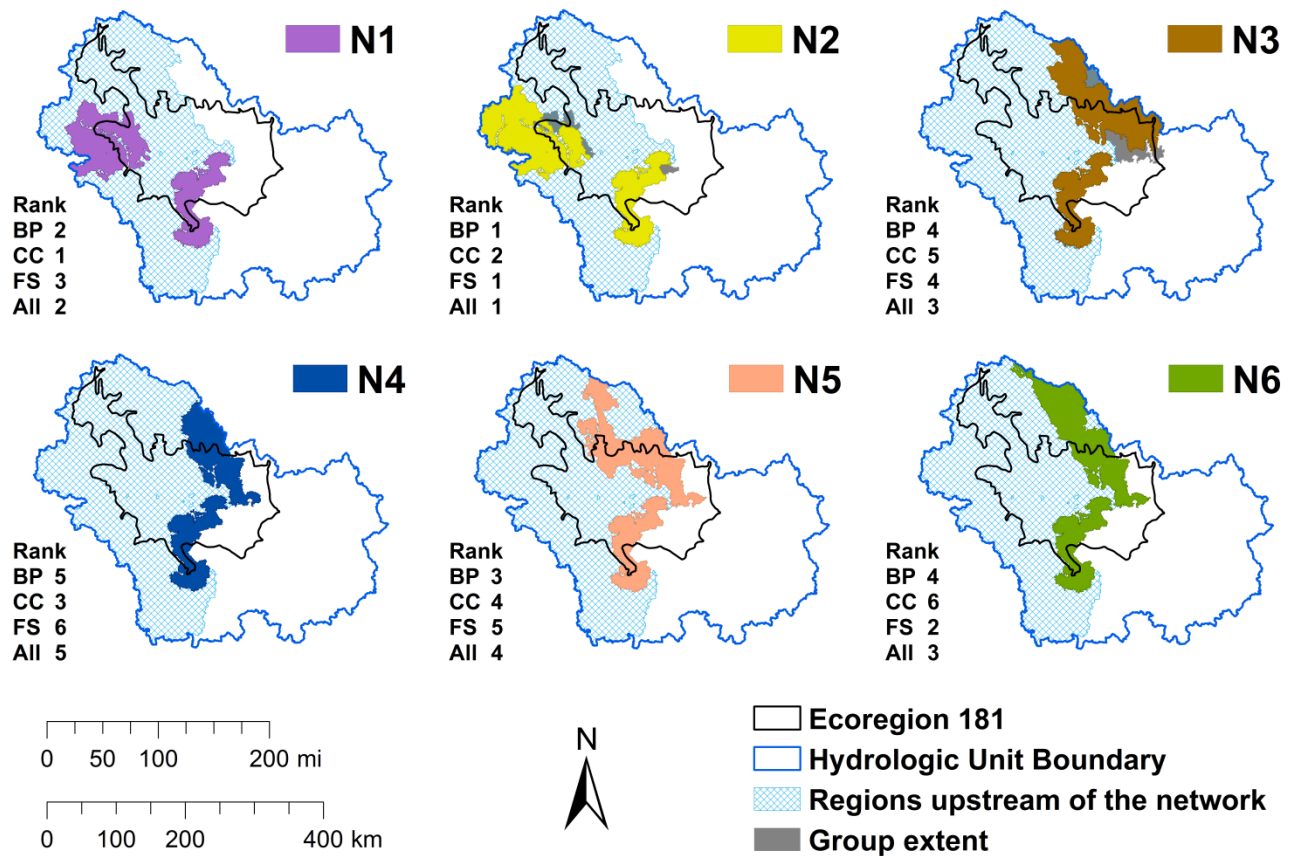 N1
Rank
BP 2
CC 1
FS 3
All 2
N2
Rank
BP 1
CC 2
FS 1
All 1
N3
Rank
BP 4
CC 5
FS 4
All 3
N4
Rank
BP 5
CC 3
FS 6
All 5
N5
Rank
BP 3
CC 4
FS 5
All 4
N6
Rank
BP 4
CC 6
FS 2
All 3
0 50 100 200 mi
0 100 200 400 km
N
Ecoregion 181
Hydrologic Unit Boundary
Regions upstream of the network
Group extent